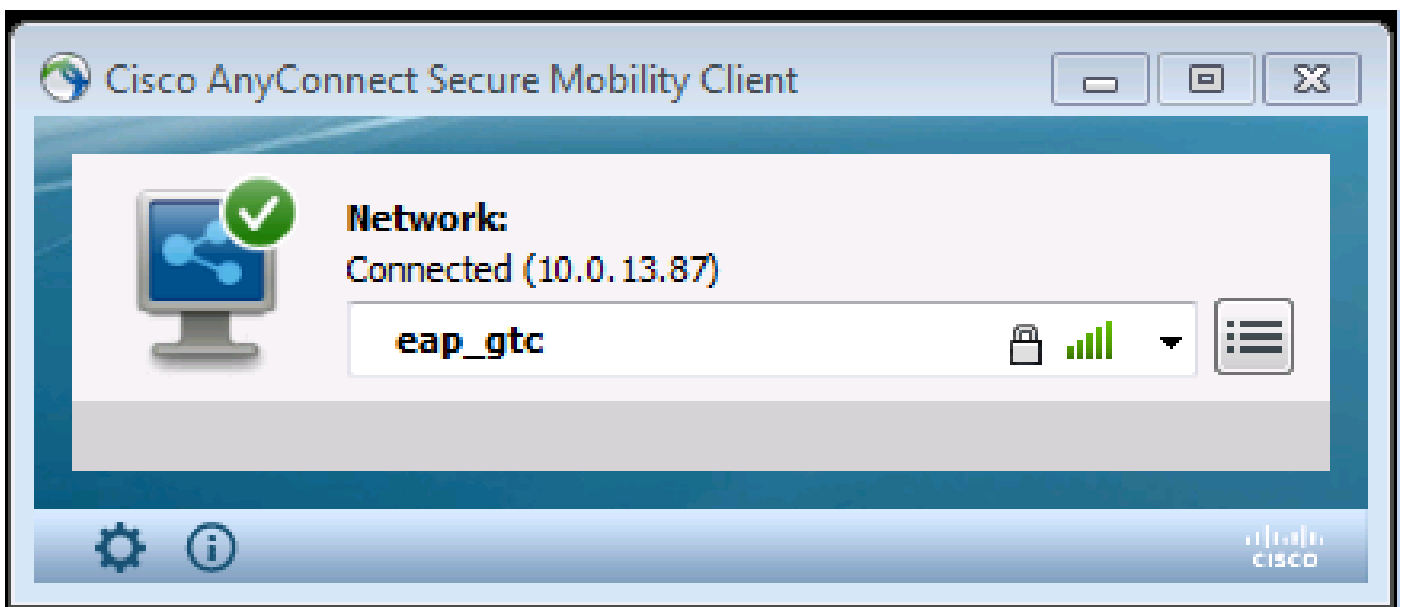 Cisco AnyConnect Secure Mobility Client
Network:
Connected (10.0.13.87)
eap_gtc
CISCO